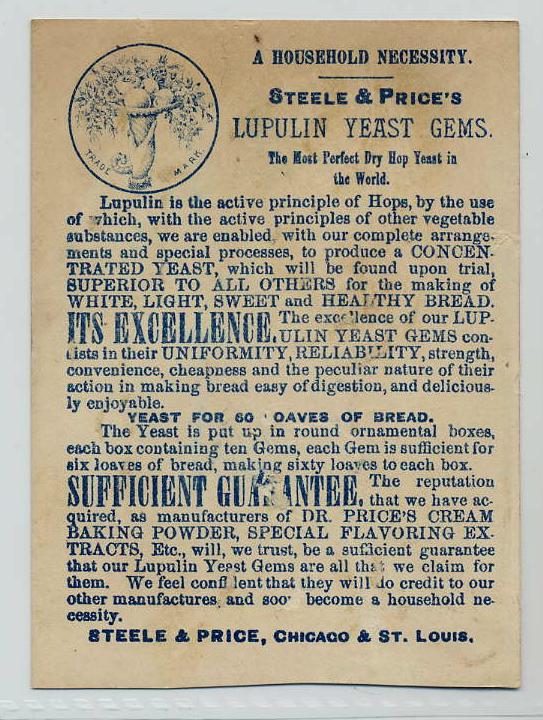 A HOUSEHOLD NECESSITY.
STEELE & PRICE'S
LUPULIN YEAST GEMS.
The Most Perfect Dry Hop Yeast in
the World.
TRADE MARK.
Lupulin is the active principle of Hops, by the use
of which, with the active principles of other vegetable
substances, we are enabled, with our complete arrange-
ments and special processes, to produce a CONCEN-
TRATED YEAST, which will be found upon trial,
SUPERIOR TO ALL OTHERS for the making of
WHITE, LIGHT, SWEET and HEALTHY BREAD.
ITS EXCELLENCE. The excellence of our LUP-
ULIN YEAST GEMS con-
sists in their UNIFORMITY, RELIABILITY, strength,
convenience, cheapness and the peculiar nature of their
action in making bread easy of digestion, and delicious-
ly enjoyable.
YEAST FOR 60 LOAVES OF BREAD.
The Yeast is put up in round ornamental boxes,
each box containing ten Gems, each Gem is sufficient for
six loaves of bread, making sixty loaves to each box.
SUFFICIENT GUARANTEE. The reputation
that we have ac-
quired, as manufacturers of DR. PRICE'S CREAM
BAKING POWDER, SPECIAL FLAVORING EX-
TRACTS, Etc., will, we trust, be a sufficient guarantee
that our Lupulin Yeast Gems are all that we claim for
them. We feel confident that they will do credit to our
other manufactures, and soon become a household ne-
cessity.
STEELE & PRICE, CHICAGO & ST. LOUIS.